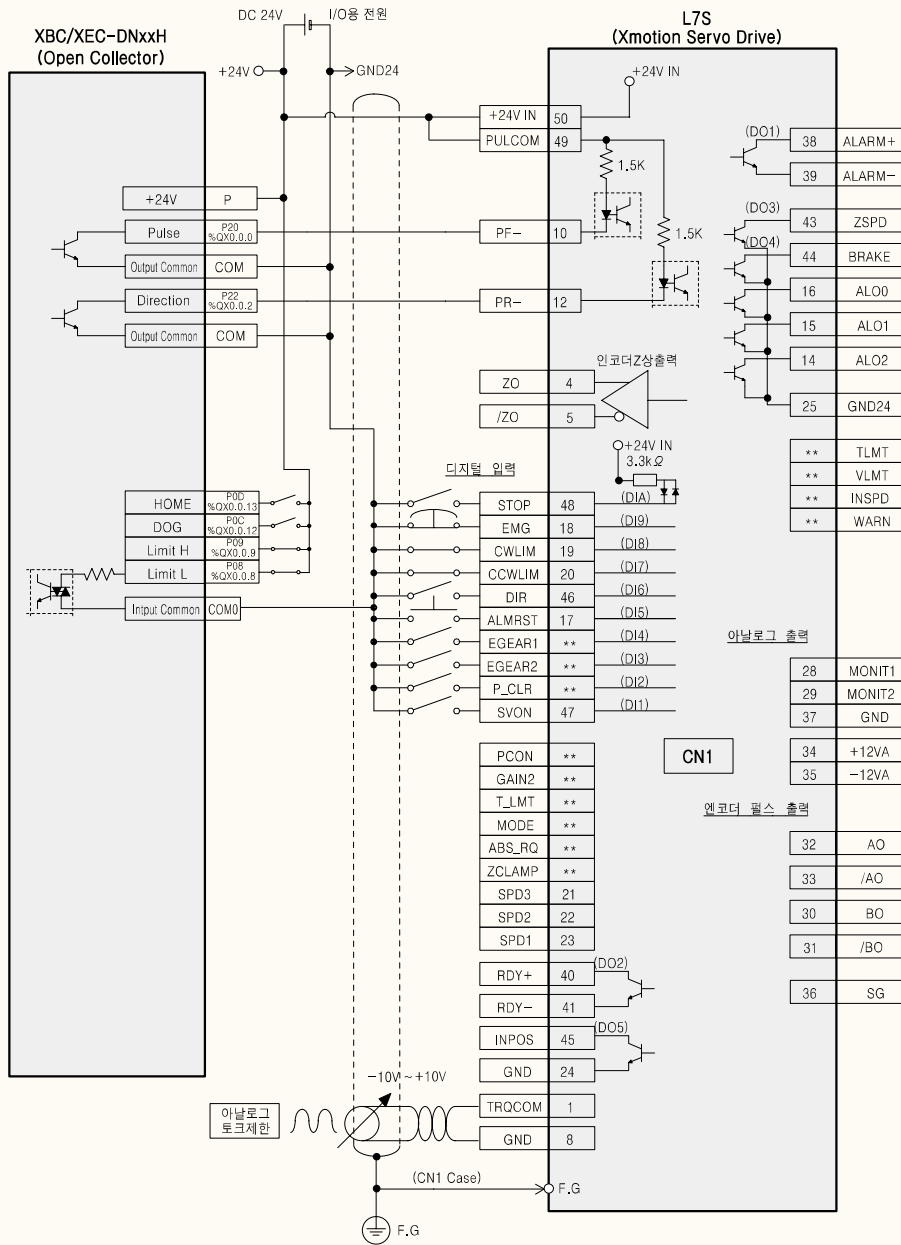 DC 24V
I/O용 전원
XBC/XEC-DNxxH
(Open Collector)
+24V
GND24
L7S
(Xmotion Servo Drive)
+24V IN
+24V IN 50
PULCOM 49
1.5K
1.5K
(DO1)
38 ALARM+
39 ALARM-
+24V P
Pulse P20 %QX0.0.0
Output Common COM
Direction P22 %QX0.0.2
Output Common COM
PF- 10
PR- 12
(DO3)
43 ZSPD
(DO4)
44 BRAKE
16 ALO0
15 ALO1
14 ALO2
25 GND24
인코더Z상출력
ZO 4
/ZO 5
+24V IN
3.3kΩ
** TLMT
** VLMT
** INSPD
** WARN
디지털 입력
HOME P0D %QX0.0.13
DOG P0C %QX0.0.12
Limit H P09 %QX0.0.9
Limit L P08 %QX0.0.8
Intput Common COM0
STOP 48 (DIA)
EMG 18 (DI9)
CWLIM 19 (DI8)
CCWLIM 20 (DI7)
DIR 46 (DI6)
ALMRST 17 (DI5)
EGEAR1 ** (DI4)
EGEAR2 ** (DI3)
P_CLR ** (DI2)
SVON 47 (DI1)
아날로그 출력
28 MONIT1
29 MONIT2
37 GND
34 +12VA
35 -12VA
CN1
PCON **
GAIN2 **
T_LMT **
MODE **
ABS_RQ **
ZCLAMP **
SPD3 21
SPD2 22
SPD1 23
엔코더 펄스 출력
32 AO
33 /AO
30 BO
31 /BO
36 SG
RDY+ 40 (DO2)
RDY- 41
INPOS 45 (DO5)
GND 24
-10V ~ +10V
아날로그
토크제한
TRQCOM 1
GND 8
(CN1 Case)
F.G
F.G